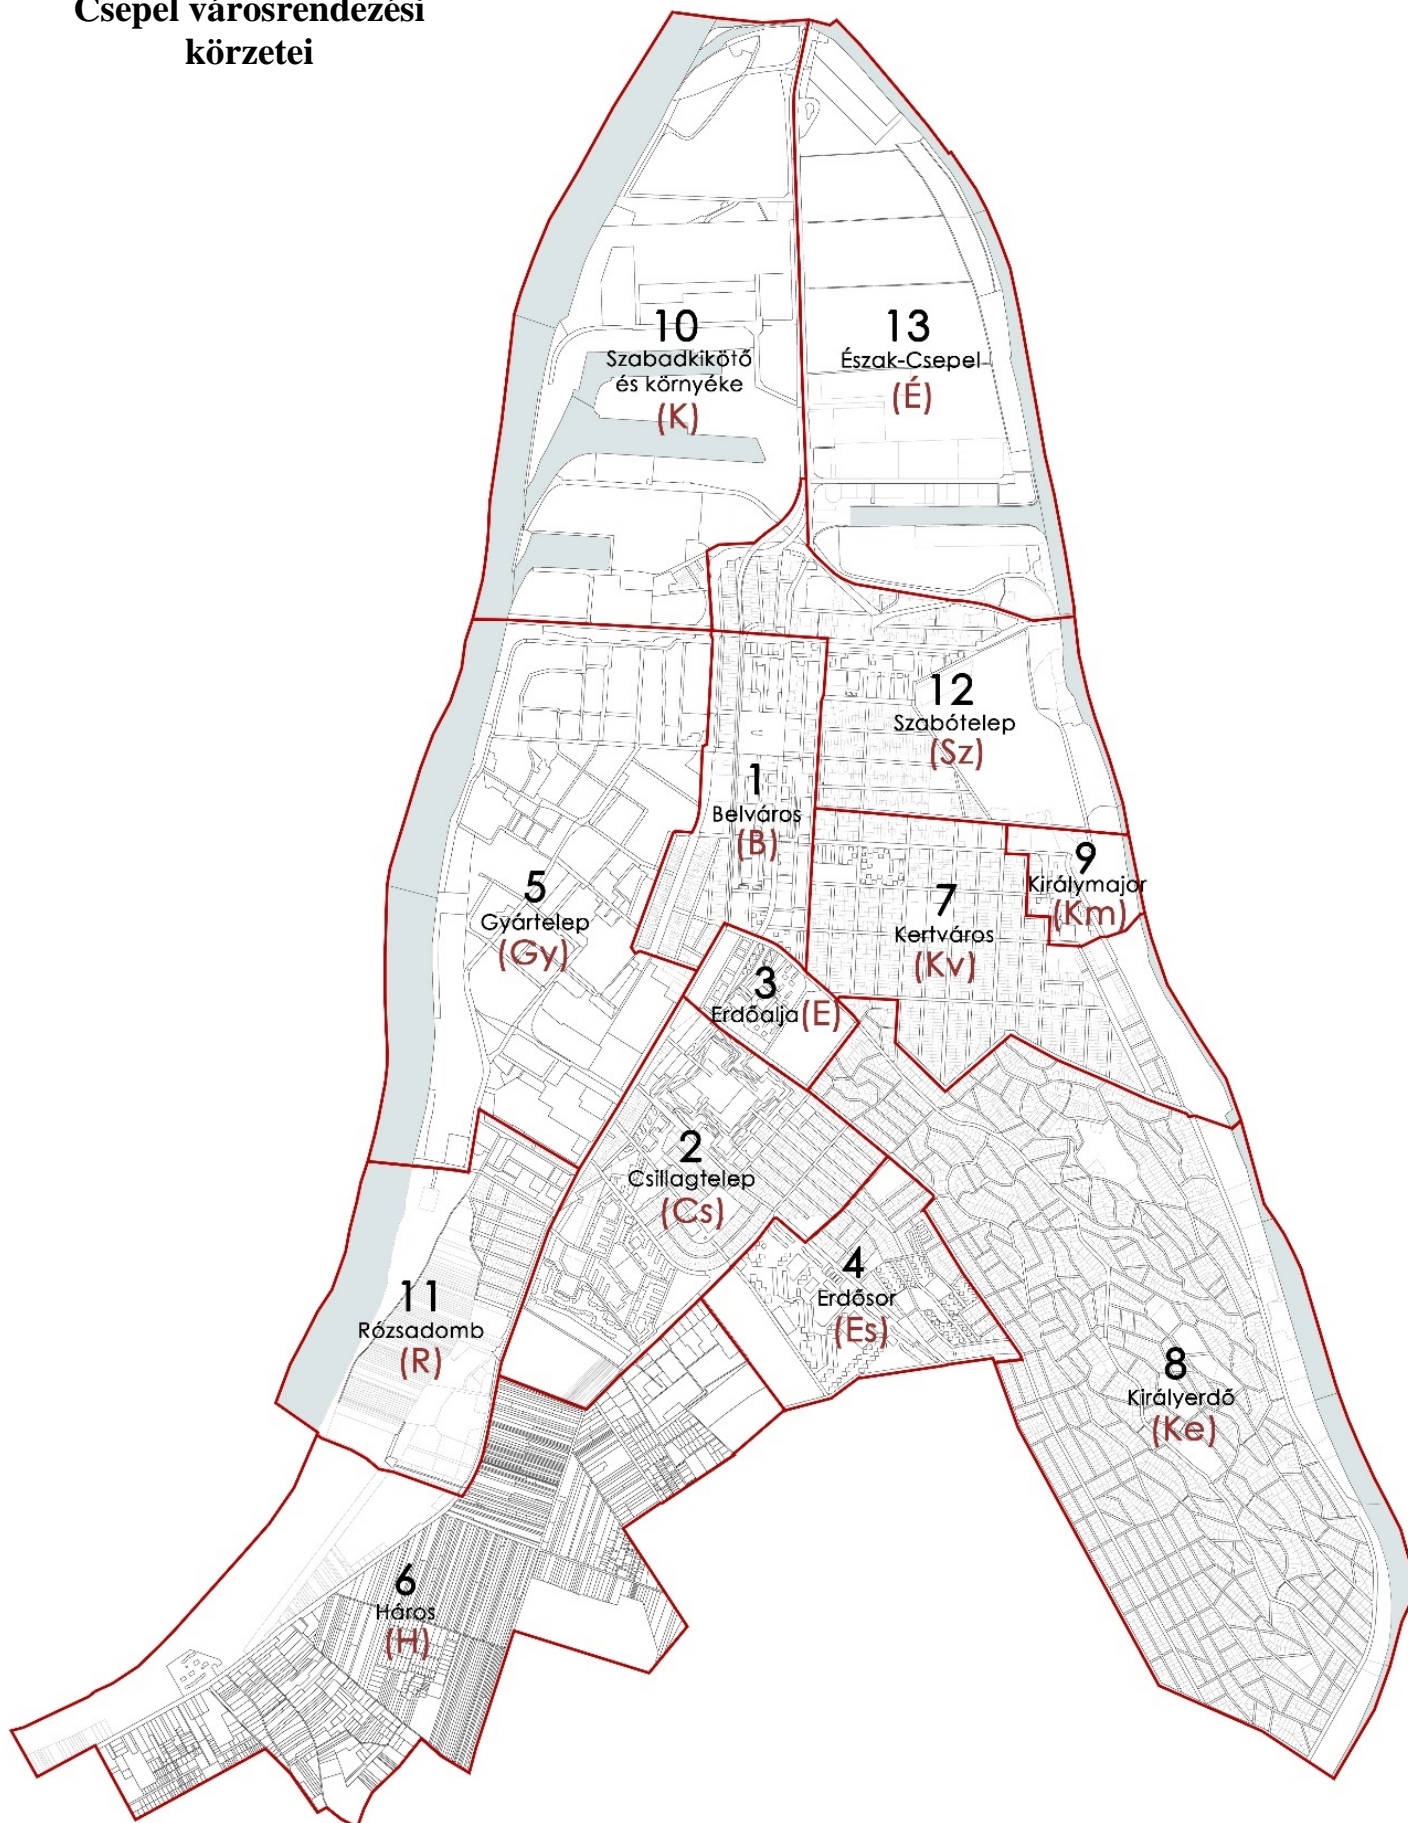 Csepel városrendezési
körzetei
10
Szabadkikötő
és környéke
(K)
13
Észak-Csepel
(É)
12
Szabótelep
(Sz)
1
Belváros
(B)
9
Királymajor
(Km)
5
Gyártelep
(Gy)
7
Kertváros
(Kv)
3
Erdőalja (E)
2
Csillagtelep
(Cs)
4
Erdősor
(Es)
11
Rózsadomb
(R)
8
Királyerdő
(Ke)
6
Háros
(H)